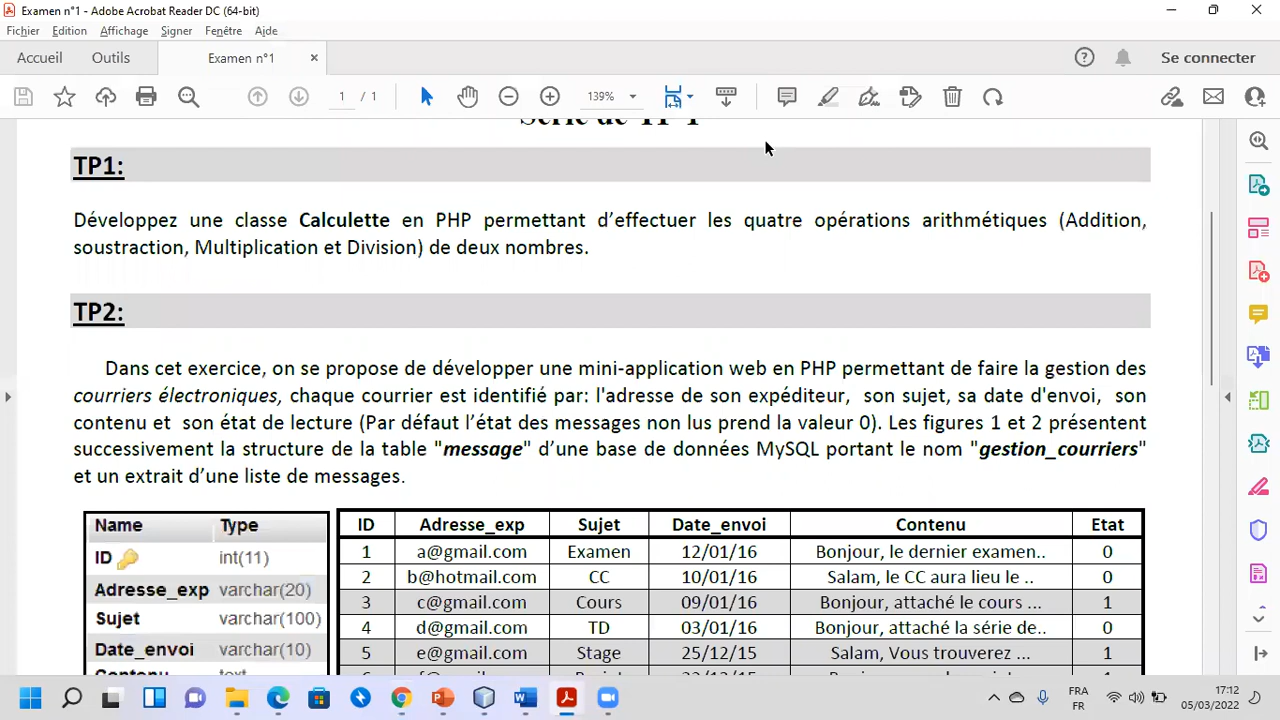 Examen n°1 - Adobe Acrobat Reader DC (64-bit)
Fichier Edition Affichage Signer Fenêtre Aide
Accueil Outils Examen n°1 × Se connecter
1 / 1 139%
Série de TP 1
TP1:
Développez une classe Calculette en PHP permettant d’effectuer les quatre opérations arithmétiques (Addition,
soustraction, Multiplication et Division) de deux nombres.
TP2:
Dans cet exercice, on se propose de développer une mini-application web en PHP permettant de faire la gestion des
courriers électroniques, chaque courrier est identifié par: l'adresse de son expéditeur, son sujet, sa date d'envoi, son
contenu et son état de lecture (Par défaut l’état des messages non lus prend la valeur 0). Les figures 1 et 2 présentent
successivement la structure de la table "message" d’une base de données MySQL portant le nom "gestion_courriers"
et un extrait d’une liste de messages.
Name Type
ID int(11)
Adresse_exp varchar(20)
Sujet varchar(100)
Date_envoi varchar(10)
Contenu text
ID Adresse_exp Sujet Date_envoi Contenu Etat
1 a@gmail.com Examen 12/01/16 Bonjour, le dernier examen.. 0
2 b@hotmail.com CC 10/01/16 Salam, le CC aura lieu le .. 0
3 c@gmail.com Cours 09/01/16 Bonjour, attaché le cours ... 1
4 d@gmail.com TD 03/01/16 Bonjour, attaché la série de.. 0
5 e@gmail.com Stage 25/12/15 Salam, Vous trouverez ... 1
FRA
FR
17:12
05/03/2022